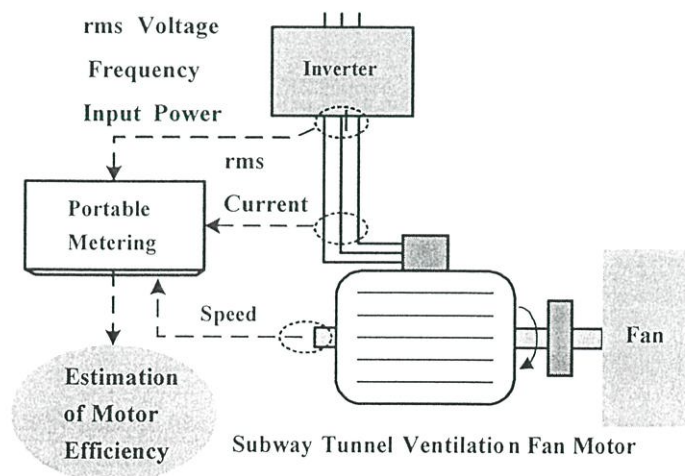 rms Voltage
Frequency
Input Power
Inverter
rms
Current
Portable
Metering
Speed
Fan
Estimation
of Motor
Efficiency
Subway Tunnel Ventilation Fan Motor